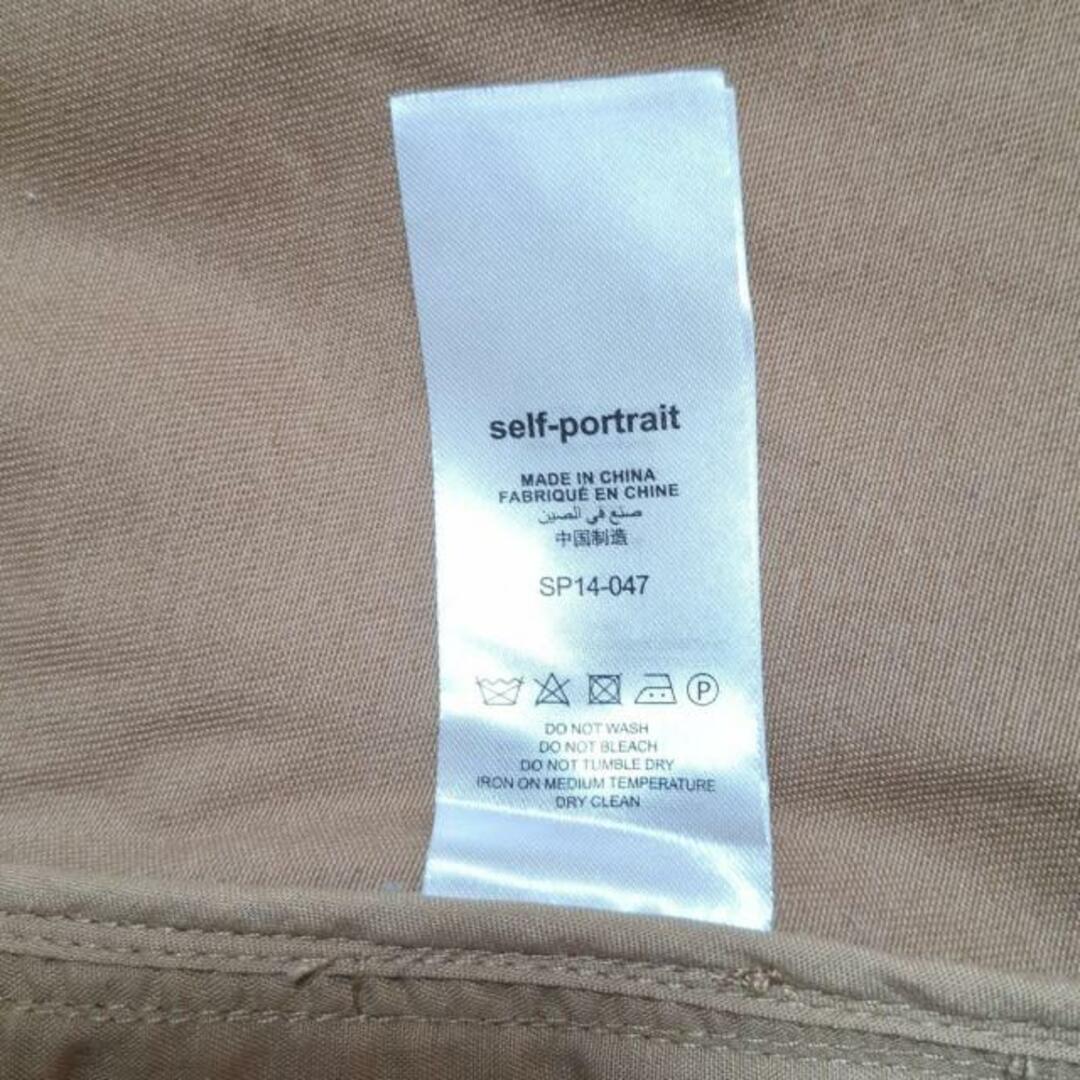 self-portrait
MADE IN CHINA
FABRIQUÉ EN CHINE
صنع في الصين
中国制造
SP14-047
P
DO NOT WASH
DO NOT BLEACH
DO NOT TUMBLE DRY
IRON ON MEDIUM TEMPERATURE
DRY CLEAN